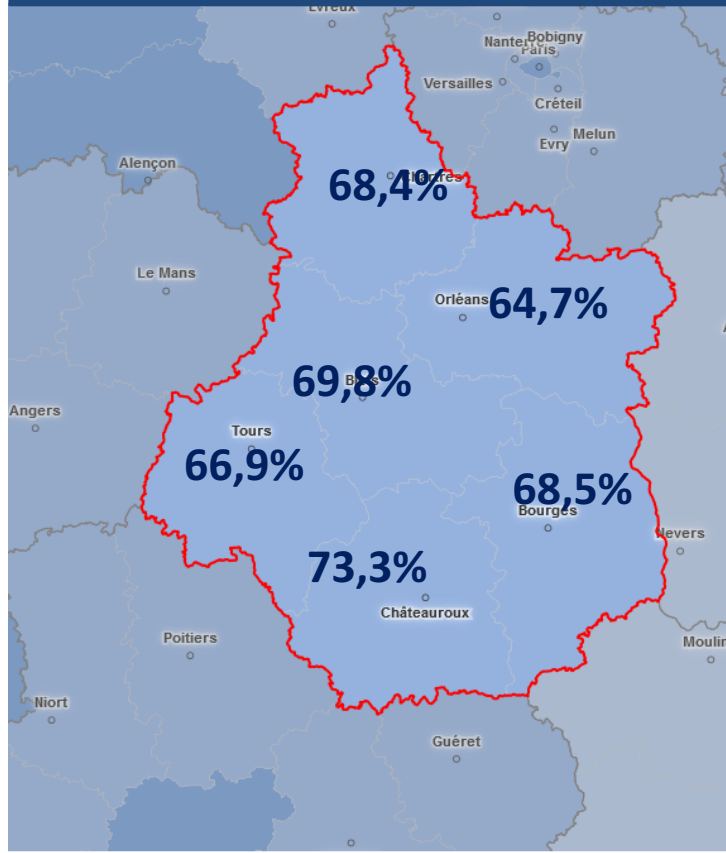 Evreux
Bobigny
Nanterre
Paris
Versailles
Créteil
Evry
Melun
Alençon
68,4%
Chartres
Le Mans
Orléans
64,7%
69,8%
Blois
Angers
Tours
66,9%
68,5%
Bourges
Nevers
73,3%
Châteauroux
Poitiers
Moulin
Niort
Guéret